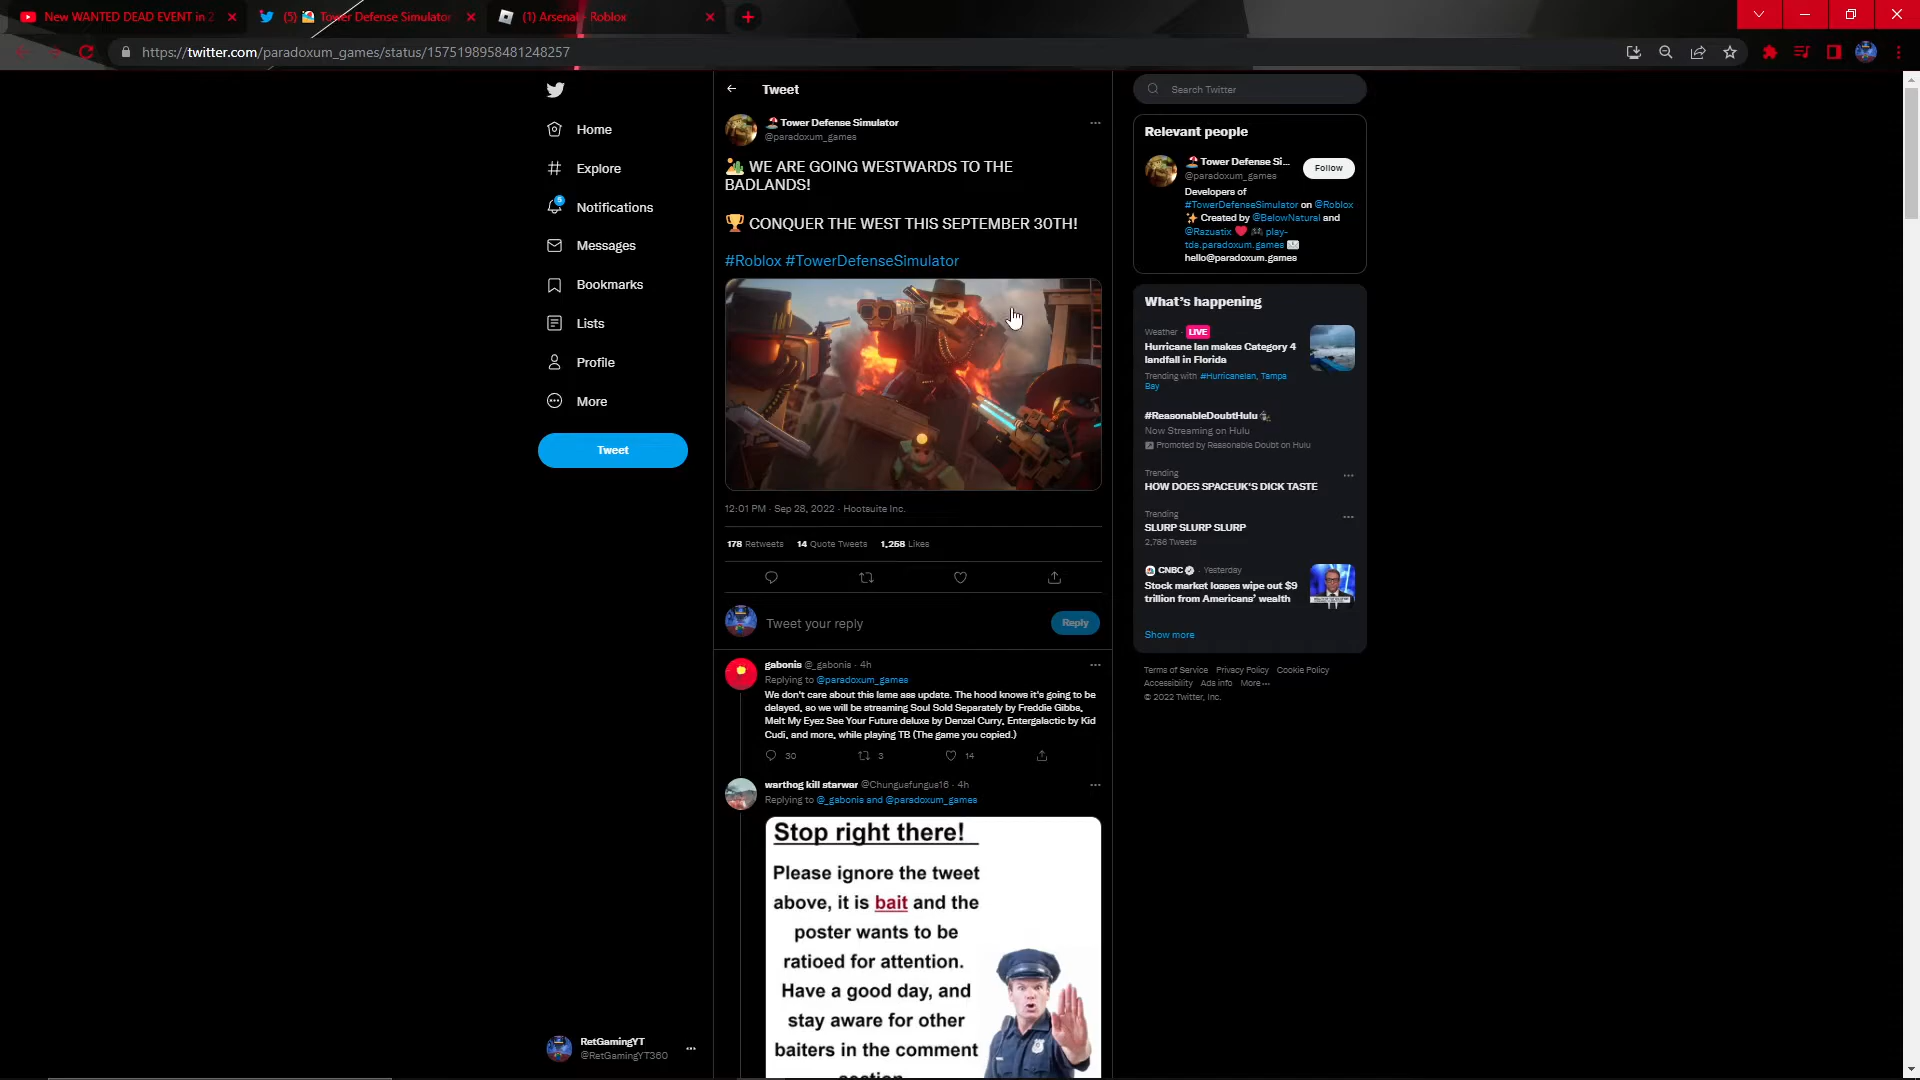 New WANTED DEAD EVENT in 2
(5) Tower Defense Simulator
(1) Arsenal - Roblox
https://twitter.com/paradoxum_games/status/1575198958481248257
Home
Explore
5
Notifications
Messages
Bookmarks
Lists
Profile
More
Tweet
RetGamingYT
@RetGamingYT360
Tweet
Tower Defense Simulator
@paradoxum_games
WE ARE GOING WESTWARDS TO THE
BADLANDS!
CONQUER THE WEST THIS SEPTEMBER 30TH!
#Roblox #TowerDefenseSimulator
12:01 PM · Sep 28, 2022 · Hootsuite Inc.
178 Retweets 14 Quote Tweets 1,258 Likes
Tweet your reply
Reply
gabonis @_gabonis · 4h
Replying to @paradoxum_games
We don't care about this lame ass update. The hood knows it's going to be
delayed, so we will be streaming Soul Sold Separately by Freddie Gibbs,
Melt My Eyez See Your Future deluxe by Denzel Curry, Entergalactic by Kid
Cudi, and more, while playing TB (The game you copied.)
30 3 14
warthog kill starwar @Chungusfungus16 · 4h
Replying to @_gabonis and @paradoxum_games
Stop right there!
Please ignore the tweet
above, it is bait and the
poster wants to be
ratioed for attention.
Have a good day, and
stay aware for other
baiters in the comment
section.
Search Twitter
Relevant people
Tower Defense Si...
@paradoxum_games
Follow
Developers of
#TowerDefenseSimulator on @Roblox
Created by @BelowNatural and
@Razuatix play-
tds.paradoxum.games
hello@paradoxum.games
What's happening
Weather · LIVE
Hurricane Ian makes Category 4
landfall in Florida
Trending with #HurricaneIan, Tampa
Bay
#ReasonableDoubtHulu
Now Streaming on Hulu
Promoted by Reasonable Doubt on Hulu
Trending
HOW DOES SPACEUK'S DICK TASTE
Trending
SLURP SLURP SLURP
2,786 Tweets
CNBC · Yesterday
Stock market losses wipe out $9
trillion from Americans' wealth
Show more
Terms of Service Privacy Policy Cookie Policy
Accessibility Ads info More
© 2022 Twitter, Inc.